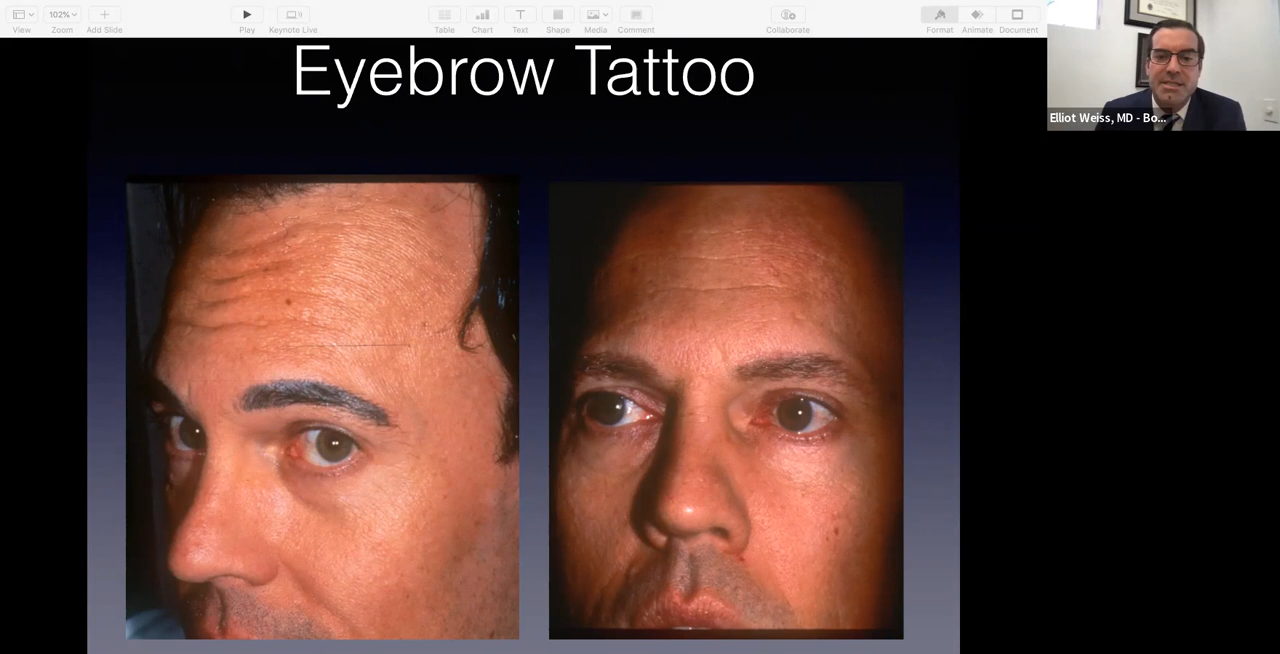 102%
View
Zoom
Add Slide
Play
Keynote Live
Table
Chart
Text
Shape
Media
Comment
Collaborate
Format
Animate
Document
Eyebrow Tattoo
Elliot Weiss, MD - Bo...